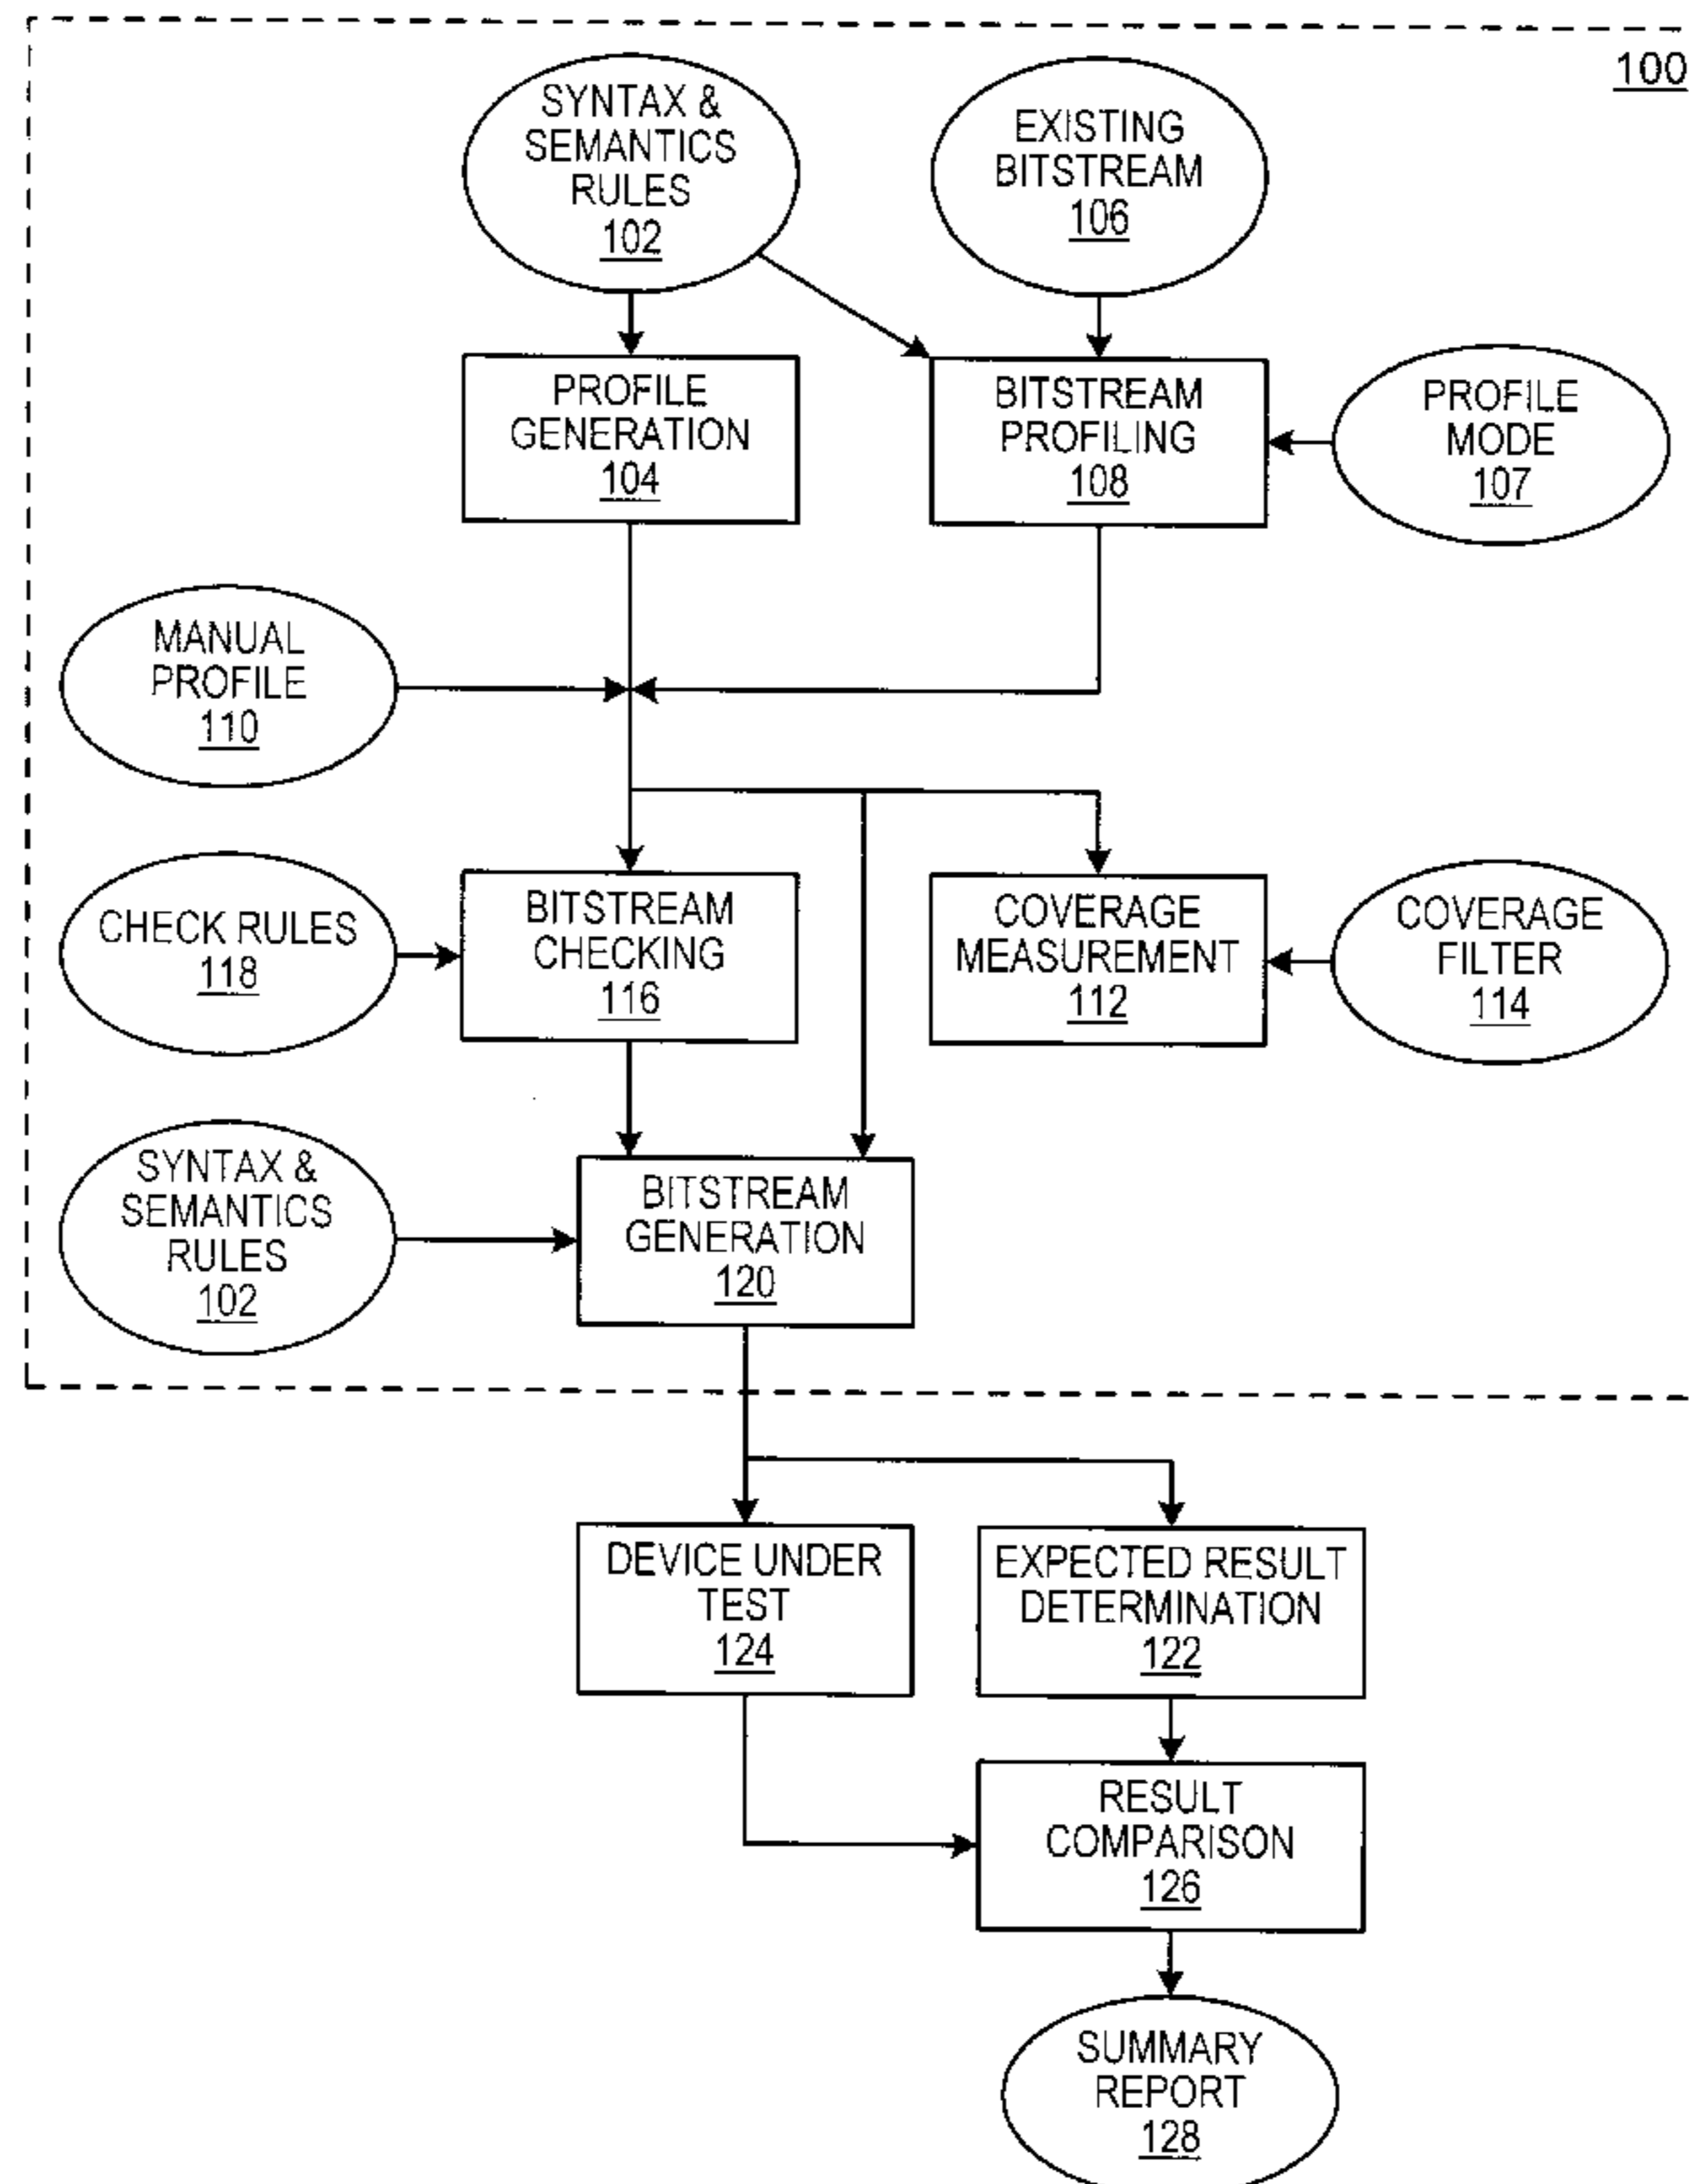 100
SYNTAX &
SEMANTICS
RULES
102
EXISTING
BITSTREAM
106
PROFILE
GENERATION
104
BITSTREAM
PROFILING
108
PROFILE
MODE
107
MANUAL
PROFILE
110
CHECK RULES
118
BITSTREAM
CHECKING
116
COVERAGE
MEASUREMENT
112
COVERAGE
FILTER
114
SYNTAX &
SEMANTICS
RULES
102
BITSTREAM
GENERATION
120
DEVICE UNDER
TEST
124
EXPECTED RESULT
DETERMINATION
122
RESULT
COMPARISON
126
SUMMARY
REPORT
128